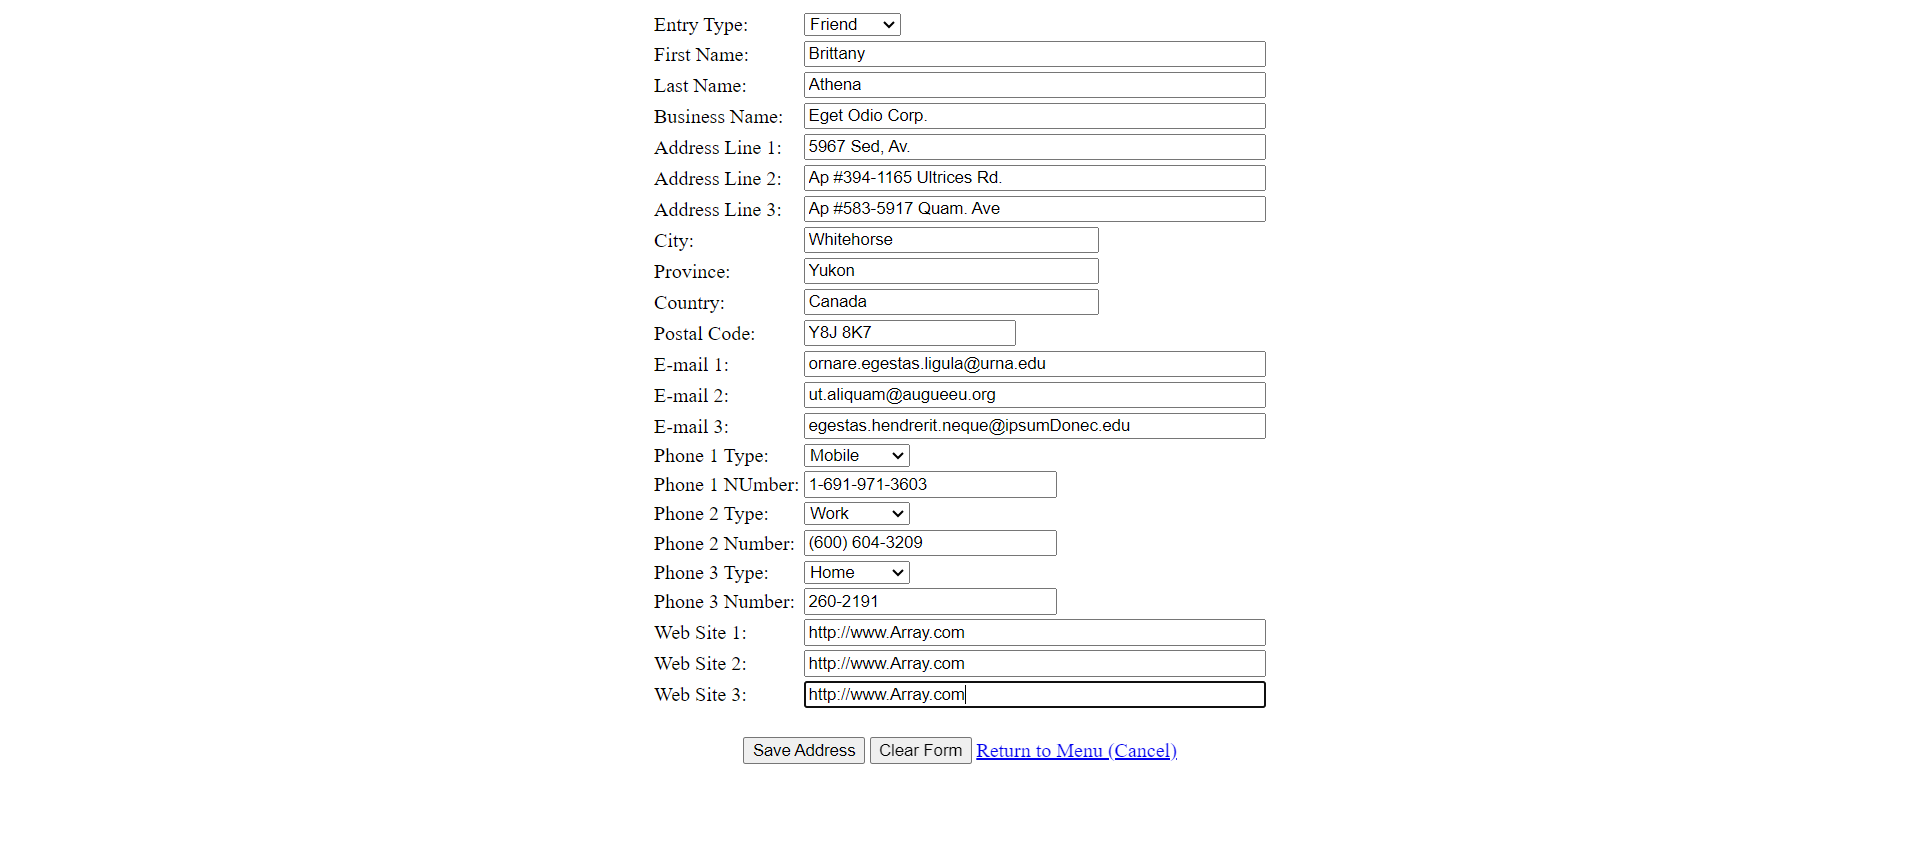 Entry Type: Friend
First Name: Brittany
Last Name: Athena
Business Name: Eget Odio Corp.
Address Line 1: 5967 Sed, Av.
Address Line 2: Ap #394-1165 Ultrices Rd.
Address Line 3: Ap #583-5917 Quam. Ave
City: Whitehorse
Province: Yukon
Country: Canada
Postal Code: Y8J 8K7
E-mail 1: ornare.egestas.ligula@urna.edu
E-mail 2: ut.aliquam@augueeu.org
E-mail 3: egestas.hendrerit.neque@ipsumDonec.edu
Phone 1 Type: Mobile
Phone 1 NUmber: 1-691-971-3603
Phone 2 Type: Work
Phone 2 Number: (600) 604-3209
Phone 3 Type: Home
Phone 3 Number: 260-2191
Web Site 1: http://www.Array.com
Web Site 2: http://www.Array.com
Web Site 3: http://www.Array.com
Save Address Clear Form Return to Menu (Cancel)